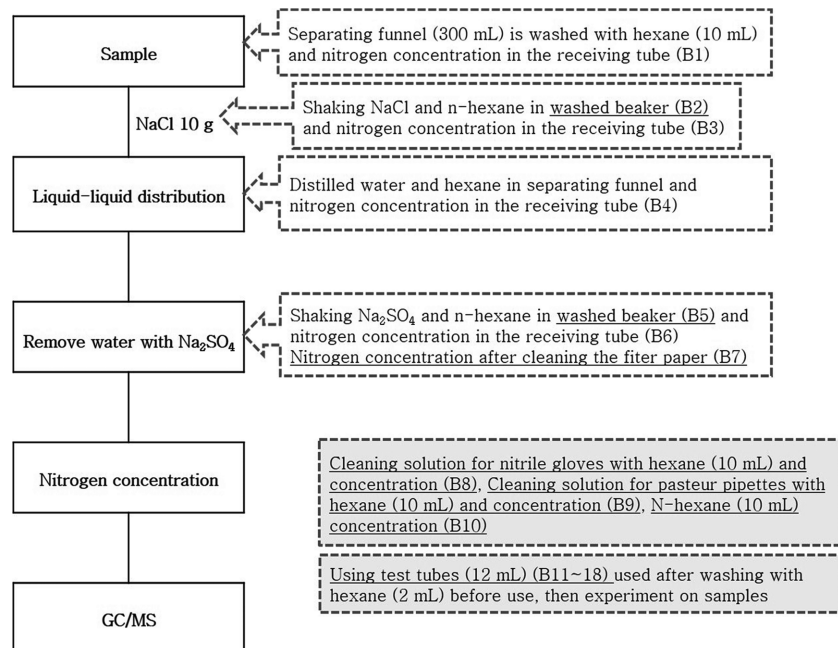 Sample
Separating funnel (300 mL) is washed with hexane (10 mL)
and nitrogen concentration in the receiving tube (B1)
NaCl 10 g
Shaking NaCl and n-hexane in washed beaker (B2)
and nitrogen concentration in the receiving tube (B3)
Liquid-liquid distribution
Distilled water and hexane in separating funnel and
nitrogen concentration in the receiving tube (B4)
Remove water with Na₂SO₄
Shaking Na₂SO₄ and n-hexane in washed beaker (B5) and
nitrogen concentration in the receiving tube (B6)
Nitrogen concentration after cleaning the fiter paper (B7)
Nitrogen concentration
Cleaning solution for nitrile gloves with hexane (10 mL) and
concentration (B8), Cleaning solution for pasteur pipettes with
hexane (10 mL) and concentration (B9), N-hexane (10 mL)
concentration (B10)
Using test tubes (12 mL) (B11~18) used after washing with
hexane (2 mL) before use, then experiment on samples
GC/MS